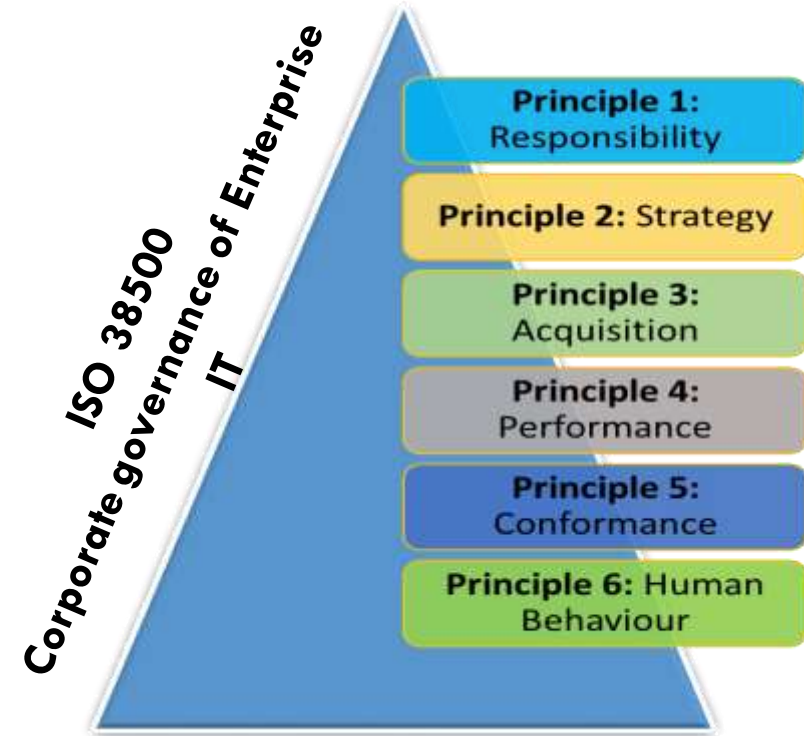 ISO 38500
Corporate governance of Enterprise
IT
Principle 1:
Responsibility
Principle 2: Strategy
Principle 3:
Acquisition
Principle 4:
Performance
Principle 5:
Conformance
Principle 6: Human
Behaviour